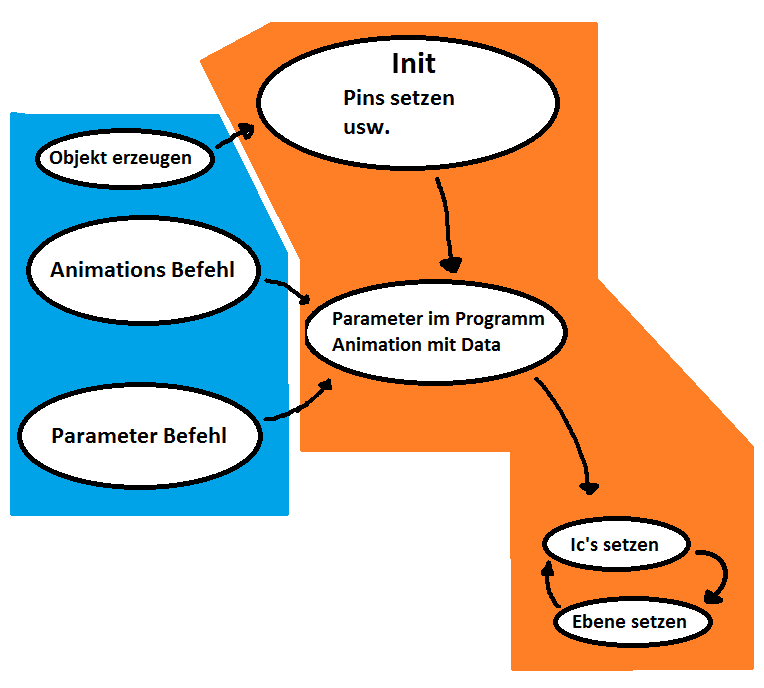 Init
Pins setzen
usw.
Objekt erzeugen
Animations Befehl
Parameter im Programm
Animation mit Data
Parameter Befehl
Ic's setzen
Ebene setzen